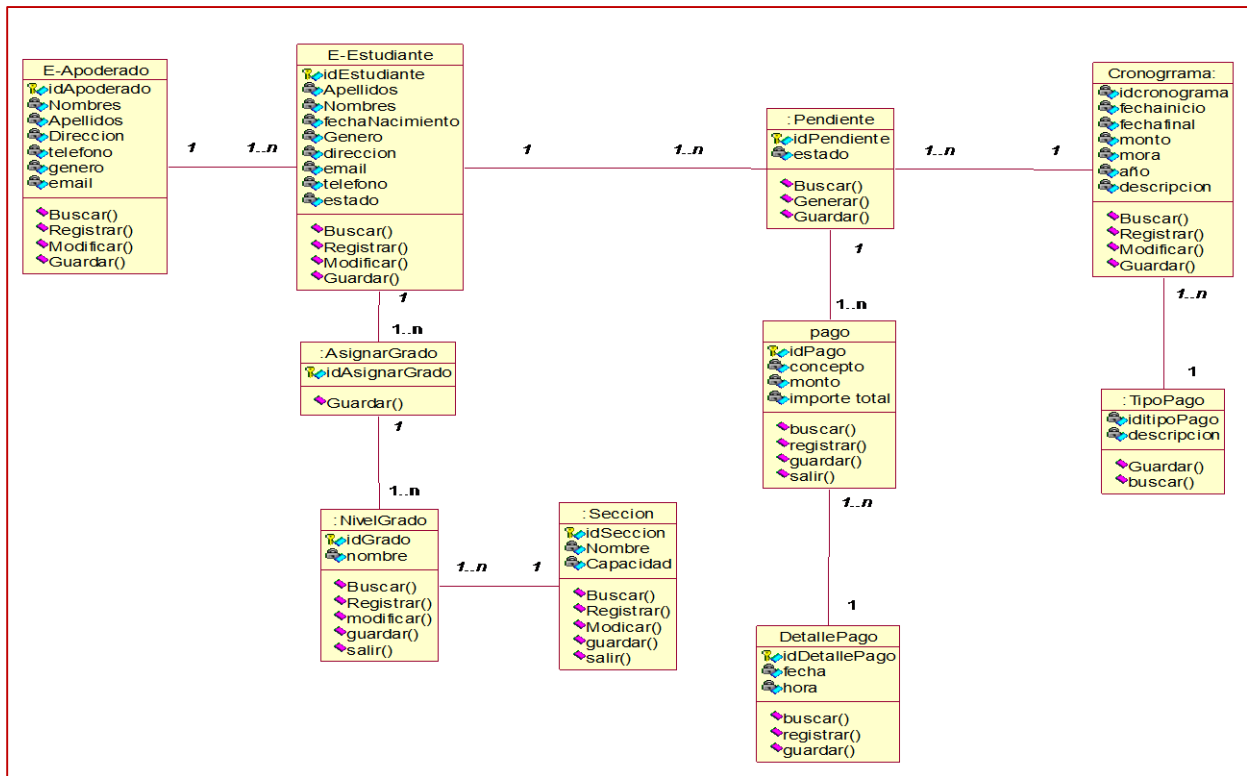 E-Apoderado
idApoderado
Nombres
Apellidos
Direccion
telefono
genero
email
Buscar()
Registrar()
Modificar()
Guardar()
1
1..n
E-Estudiante
idEstudiante
Apellidos
Nombres
fechaNacimiento
Genero
direccion
email
telefono
estado
Buscar()
Registrar()
Modificar()
Guardar()
1
1..n
: Pendiente
idPendiente
estado
Buscar()
Generar()
Guardar()
1..n
1
Cronogrrama:
idcronograma
fechainicio
fechafinal
monto
mora
año
descripcion
Buscar()
Registrar()
Modificar()
Guardar()
1
1..n
:AsignarGrado
idAsignarGrado
Guardar()
1
1..n
:NivelGrado
idGrado
nombre
Buscar()
Registrar()
modificar()
guardar()
salir()
1..n
1
:Seccion
idSeccion
Nombre
Capacidad
Buscar()
Registrar()
Modicar()
guardar()
salir()
1
1..n
pago
idPago
concepto
monto
importe total
buscar()
registrar()
guardar()
salir()
1..n
1
DetallePago
idDetallePago
fecha
hora
buscar()
registrar()
guardar()
1..n
1
:TipoPago
iditipoPago
descripcion
Guardar()
buscar()